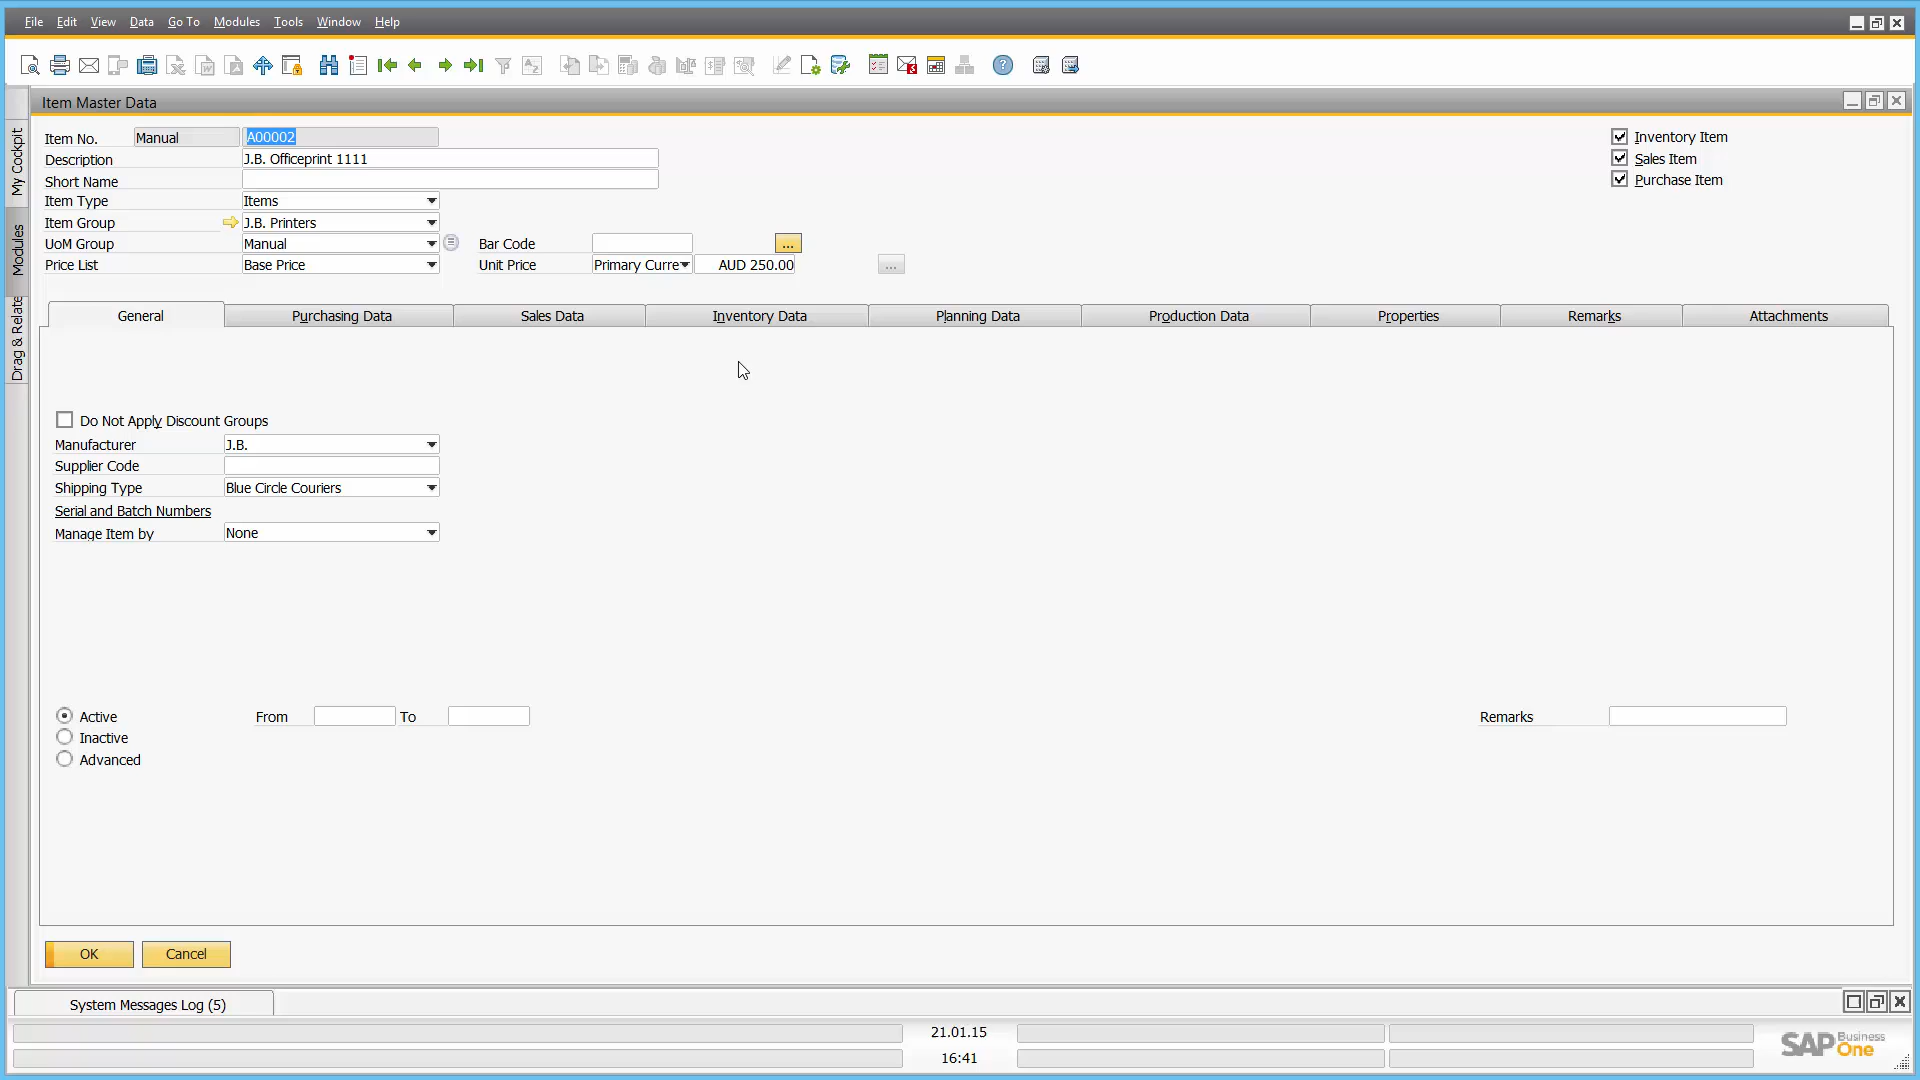 File Edit View Data Go To Modules Tools Window Help
Item Master Data
My Cockpit
Modules
Drag & Relate
Item No. Manual A00002
Description J.B. Officeprint 1111
Short Name
Item Type Items
Item Group J.B. Printers
UoM Group Manual Bar Code ...
Price List Base Price Unit Price Primary Curre AUD 250.00 ...
Inventory Item
Sales Item
Purchase Item
General Purchasing Data Sales Data Inventory Data Planning Data Production Data Properties Remarks Attachments
Do Not Apply Discount Groups
Manufacturer J.B.
Supplier Code
Shipping Type Blue Circle Couriers
Serial and Batch Numbers
Manage Item by None
Active From To Remarks
Inactive
Advanced
OK Cancel
System Messages Log (5)
21.01.15
16:41
SAP Business One